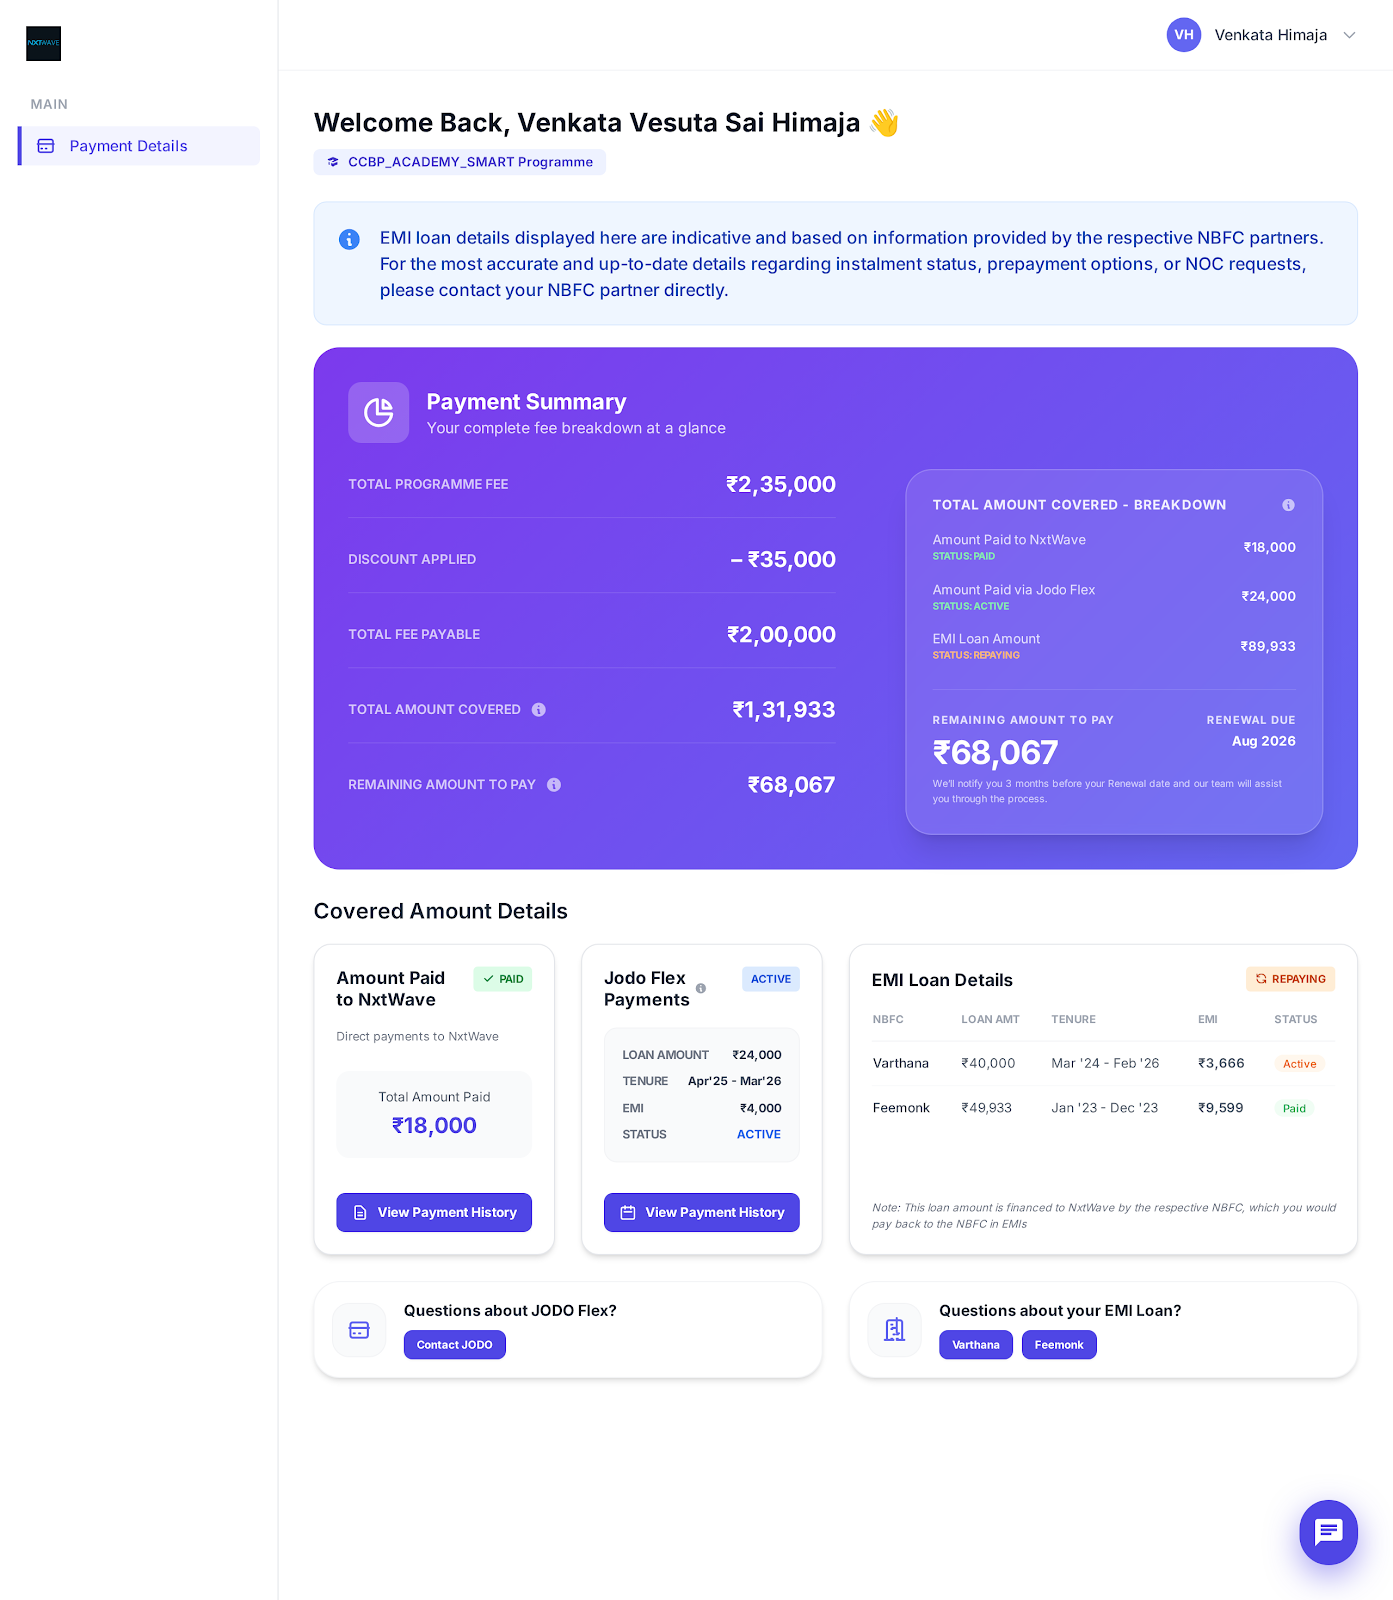 NXTWAVE
VH
Venkata Himaja
MAIN
Payment Details
Welcome Back, Venkata Vesuta Sai Himaja 👋
CCBP_ACADEMY_SMART Programme
EMI loan details displayed here are indicative and based on information provided by the respective NBFC partners.
For the most accurate and up-to-date details regarding instalment status, prepayment options, or NOC requests,
please contact your NBFC partner directly.
Payment Summary
Your complete fee breakdown at a glance
TOTAL PROGRAMME FEE ₹2,35,000
DISCOUNT APPLIED – ₹35,000
TOTAL FEE PAYABLE ₹2,00,000
TOTAL AMOUNT COVERED ₹1,31,933
REMAINING AMOUNT TO PAY ₹68,067
TOTAL AMOUNT COVERED - BREAKDOWN
Amount Paid to NxtWave ₹18,000
STATUS: PAID
Amount Paid via Jodo Flex ₹24,000
STATUS: ACTIVE
EMI Loan Amount ₹89,933
STATUS: REPAYING
REMAINING AMOUNT TO PAY RENEWAL DUE
₹68,067 Aug 2026
We'll notify you 3 months before your Renewal date and our team will assist
you through the process.
Covered Amount Details
Amount Paid
to NxtWave
PAID
Direct payments to NxtWave
Total Amount Paid
₹18,000
View Payment History
Jodo Flex
Payments
ACTIVE
LOAN AMOUNT ₹24,000
TENURE Apr'25 - Mar'26
EMI ₹4,000
STATUS ACTIVE
View Payment History
EMI Loan Details REPAYING
NBFC LOAN AMT TENURE EMI STATUS
Varthana ₹40,000 Mar '24 - Feb '26 ₹3,666 Active
Feemonk ₹49,933 Jan '23 - Dec '23 ₹9,599 Paid
Note: This loan amount is financed to NxtWave by the respective NBFC, which you would
pay back to the NBFC in EMIs
Questions about JODO Flex?
Contact JODO
Questions about your EMI Loan?
Varthana Feemonk